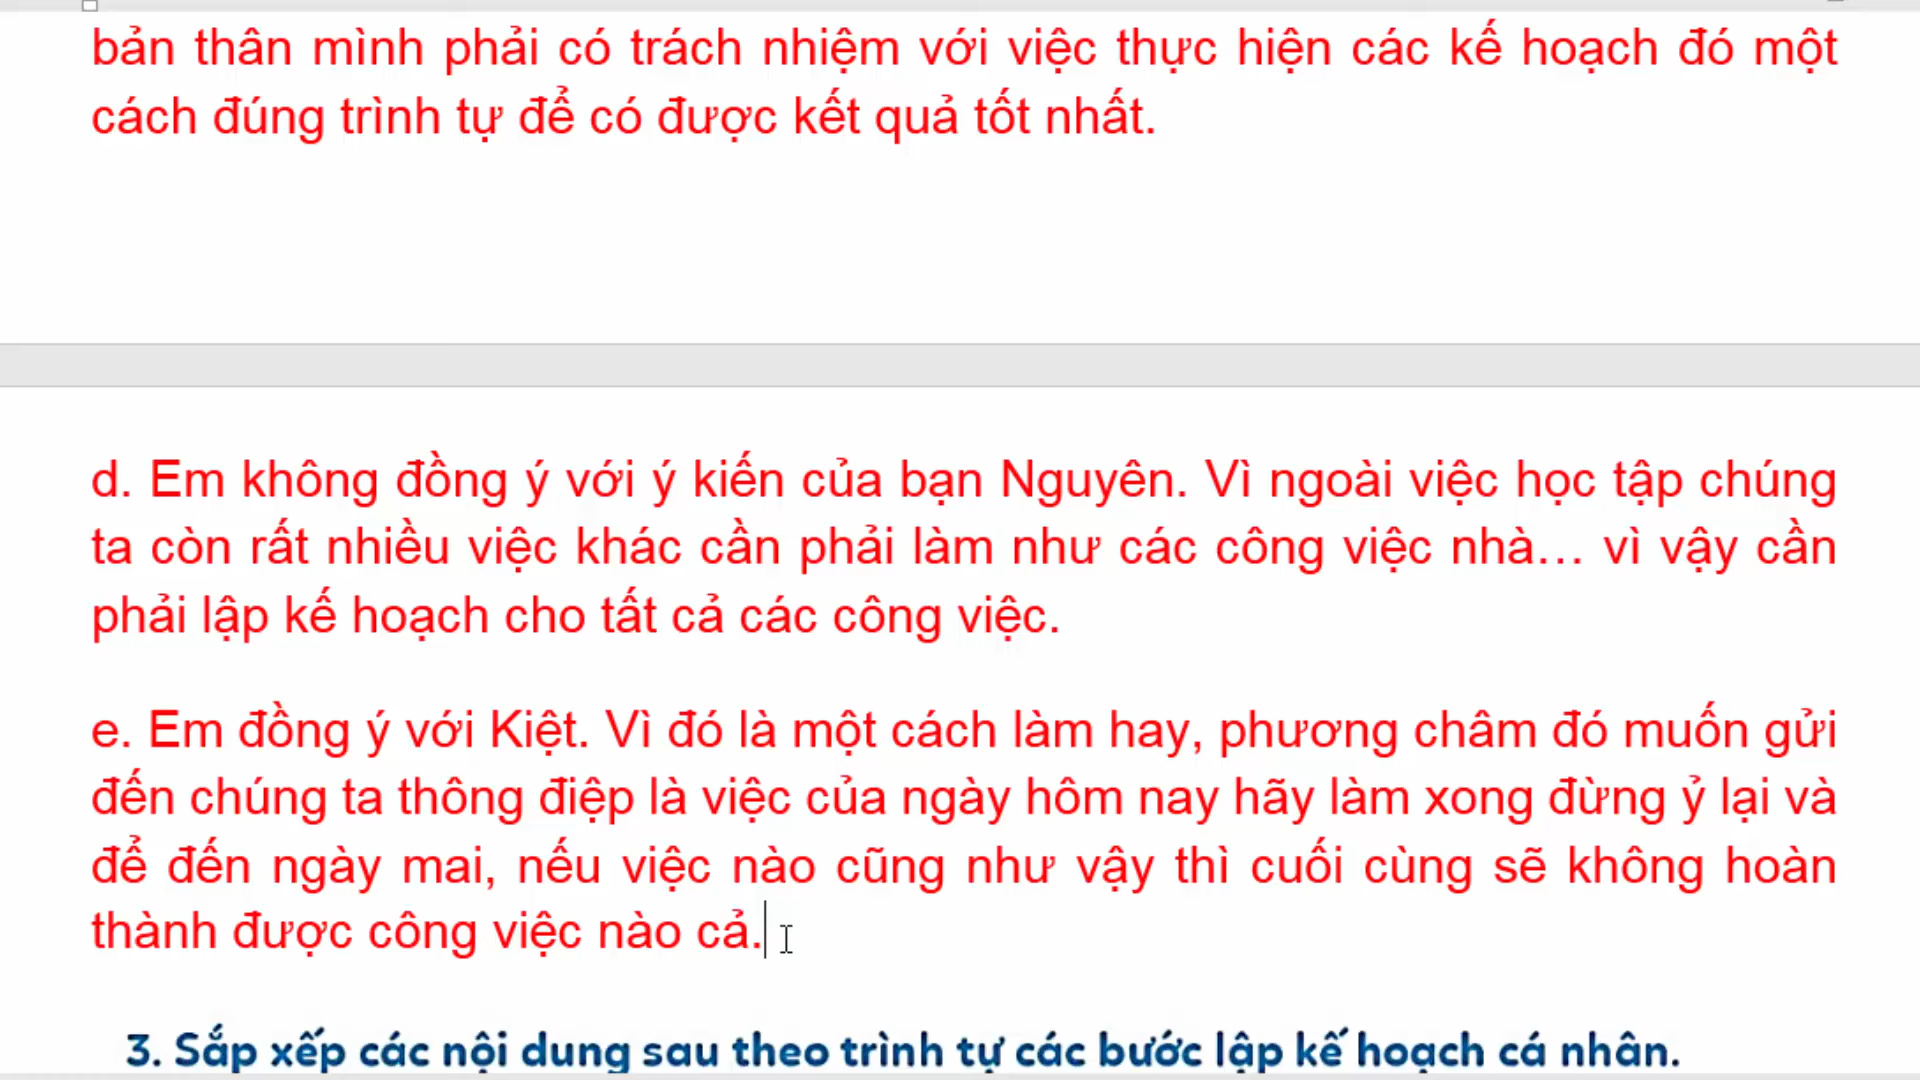 bản thân mình phải có trách nhiệm với việc thực hiện các kế hoạch đó một
cách đúng trình tự để có được kết quả tốt nhất.
d. Em không đồng ý với ý kiến của bạn Nguyên. Vì ngoài việc học tập chúng
ta còn rất nhiều việc khác cần phải làm như các công việc nhà… vì vậy cần
phải lập kế hoạch cho tất cả các công việc.
e. Em đồng ý với Kiệt. Vì đó là một cách làm hay, phương châm đó muốn gửi
đến chúng ta thông điệp là việc của ngày hôm nay hãy làm xong đừng ỷ lại và
để đến ngày mai, nếu việc nào cũng như vậy thì cuối cùng sẽ không hoàn
thành được công việc nào cả.
3. Sắp xếp các nội dung sau theo trình tự các bước lập kế hoạch cá nhân.